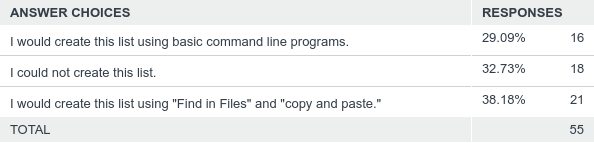 ANSWER CHOICES RESPONSES
I would create this list using basic command line programs. 29.09% 16
I could not create this list. 32.73% 18
I would create this list using "Find in Files" and "copy and paste." 38.18% 21
TOTAL 55